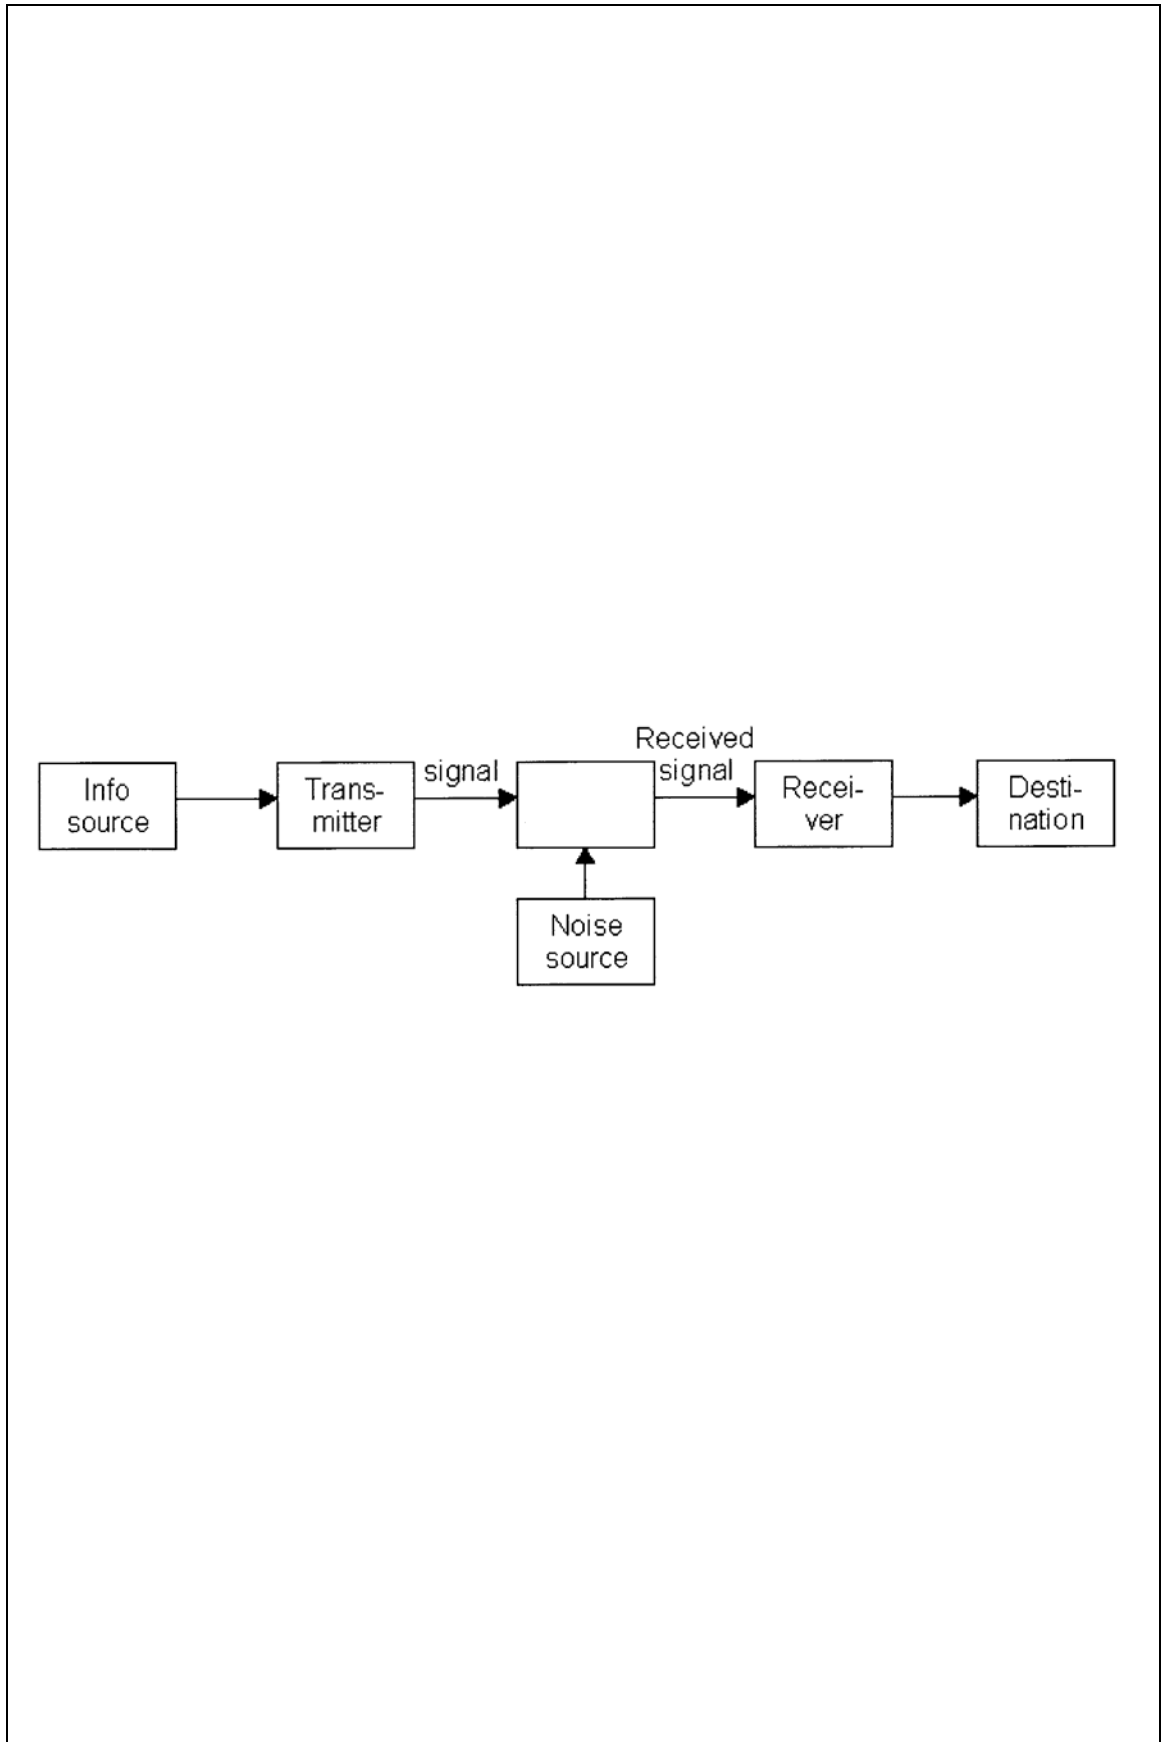 Info
source
Trans-
mitter
signal
Received
signal
Recei-
ver
Desti-
nation
Noise
source